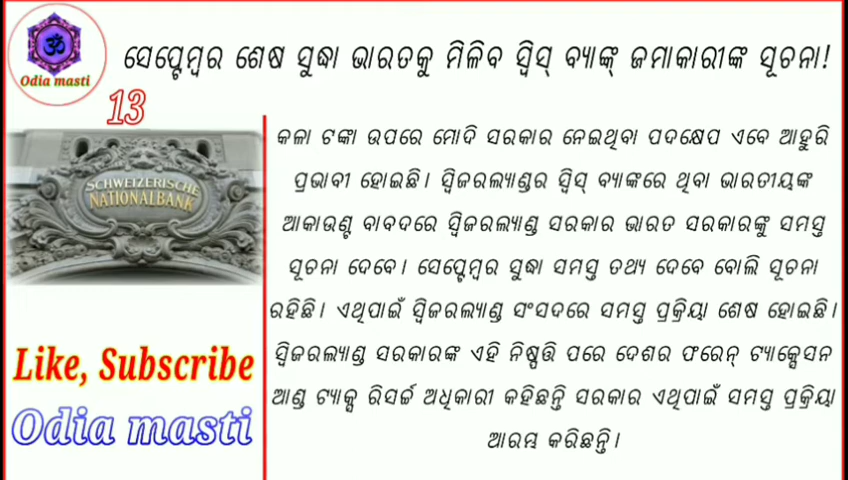 ॐ
Odia masti
ସେପ୍ଟେମ୍ବର ଶେଷ ସୁଦ୍ଧା ଭାରତକୁ ମିଳିବ ସ୍ୱିସ୍ ବ୍ୟାଙ୍କ୍ ଜମାକାରୀଙ୍କ ସୂଚନା!
13
SCHWEIZERISCHE
NATIONALBANK
କଳା ଟଙ୍କା ଉପରେ ମୋଦି ସରକାର ନେଇଥିବା ପଦକ୍ଷେପ ଏବେ ଆହୁରି
ପ୍ରଭାବୀ ହୋଇଛି। ସ୍ୱିଜରଲ୍ୟାଣ୍ଡର ସ୍ୱିସ୍ ବ୍ୟାଙ୍କରେ ଥିବା ଭାରତୀୟଙ୍କ
ଆକାଉଣ୍ଟ ବାବଦରେ ସ୍ୱିଜରଲ୍ୟାଣ୍ଡ ସରକାର ଭାରତ ସରକାରଙ୍କୁ ସମସ୍ତ
ସୂଚନା ଦେବେ। ସେପ୍ଟେମ୍ବର ସୁଦ୍ଧା ସମସ୍ତ ତଥ୍ୟ ଦେବେ ବୋଲି ସୂଚନା
ରହିଛି। ଏଥିପାଇଁ ସ୍ୱିଜରଲ୍ୟାଣ୍ଡ ସଂସଦରେ ସମସ୍ତ ପ୍ରକ୍ରିୟା ଶେଷ ହୋଇଛି।
ସ୍ୱିଜରଲ୍ୟାଣ୍ଡ ସରକାରଙ୍କ ଏହି ନିଷ୍ପତ୍ତି ପରେ ଦେଶର ଫରେନ୍ ଟ୍ୟାକ୍ସେସନ
ଆଣ୍ଡ ଟ୍ୟାକ୍ସ ରିସର୍ଚ୍ଚ ଅଧିକାରୀ କହିଛନ୍ତି ସରକାର ଏଥିପାଇଁ ସମସ୍ତ ପ୍ରକ୍ରିୟା
ଆରମ୍ଭ କରିଛନ୍ତି।
Like, Subscribe
Odia masti